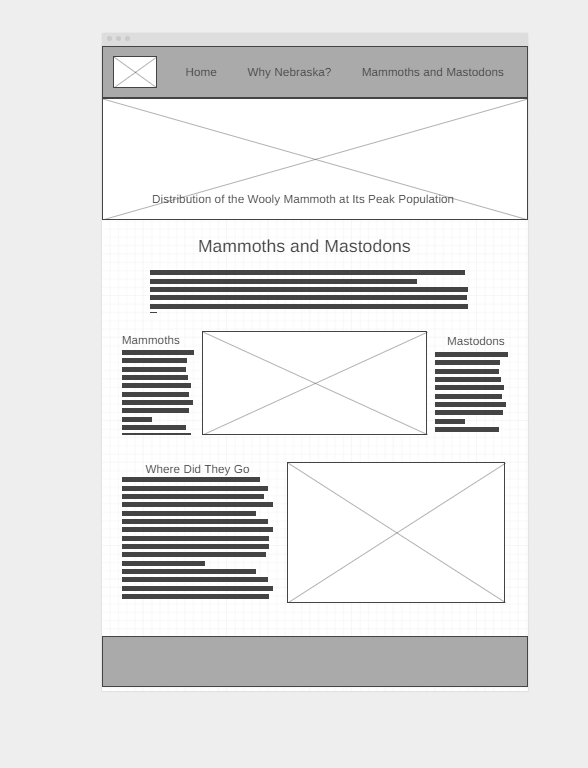 Home Why Nebraska? Mammoths and Mastodons
Distribution of the Wooly Mammoth at Its Peak Population
Mammoths and Mastodons
Mammoths
Mastodons
Where Did They Go